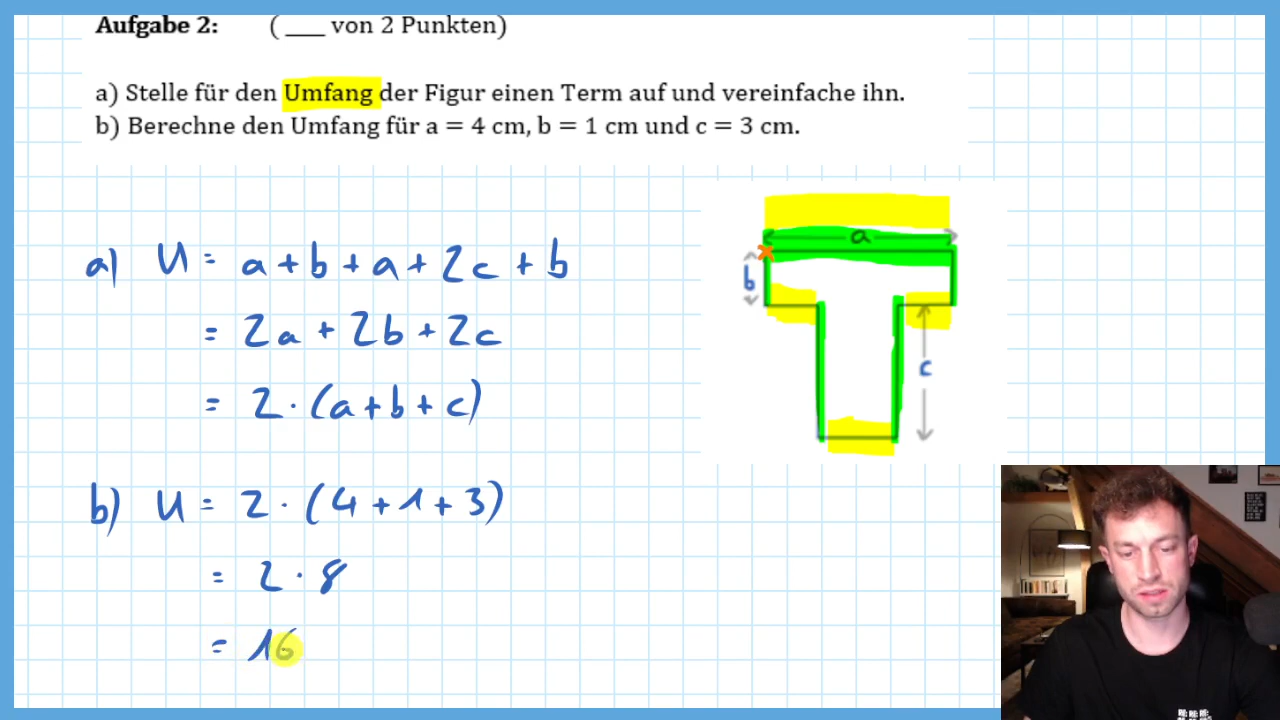 Aufgabe 2: ( ___ von 2 Punkten)
a) Stelle für den Umfang der Figur einen Term auf und vereinfache ihn.
b) Berechne den Umfang für a = 4 cm, b = 1 cm und c = 3 cm.
a) U = a + b + a + 2c + b
= 2a + 2b + 2c
= 2 · (a + b + c)
b) U = 2 · (4 + 1 + 3)
= 2 · 8
= 16
a
b
c